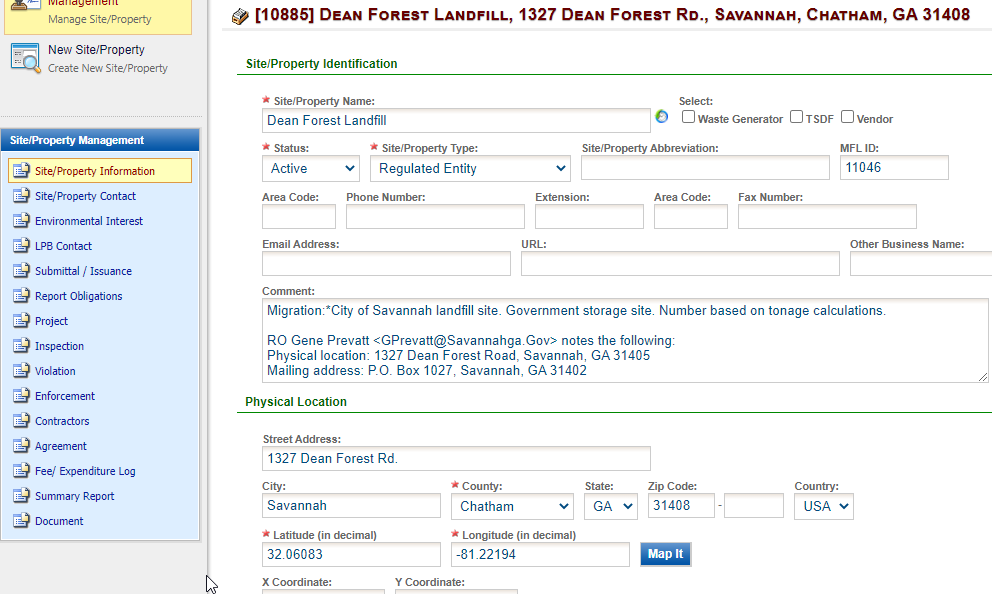 Management
Manage Site/Property
New Site/Property
Create New Site/Property
Site/Property Management
Site/Property Information
Site/Property Contact
Environmental Interest
LPB Contact
Submittal / Issuance
Report Obligations
Project
Inspection
Violation
Enforcement
Contractors
Agreement
Fee/ Expenditure Log
Summary Report
Document
[10885] Dean Forest Landfill, 1327 Dean Forest Rd., Savannah, Chatham, GA 31408
Site/Property Identification
* Site/Property Name:
Select:
Dean Forest Landfill
Waste Generator TSDF Vendor
* Status: * Site/Property Type: Site/Property Abbreviation: MFL ID:
Active Regulated Entity 11046
Area Code: Phone Number: Extension: Area Code: Fax Number:
Email Address: URL: Other Business Name:
Comment:
Migration:*City of Savannah landfill site. Government storage site. Number based on tonage calculations.
RO Gene Prevatt <GPrevatt@Savannahga.Gov> notes the following:
Physical location: 1327 Dean Forest Road, Savannah, GA 31405
Mailing address: P.O. Box 1027, Savannah, GA 31402
Physical Location
Street Address:
1327 Dean Forest Rd.
City: * County: State: Zip Code: Country:
Savannah Chatham GA 31408 - USA
* Latitude (in decimal) * Longitude (in decimal)
32.06083 -81.22194 Map It
X Coordinate: Y Coordinate: